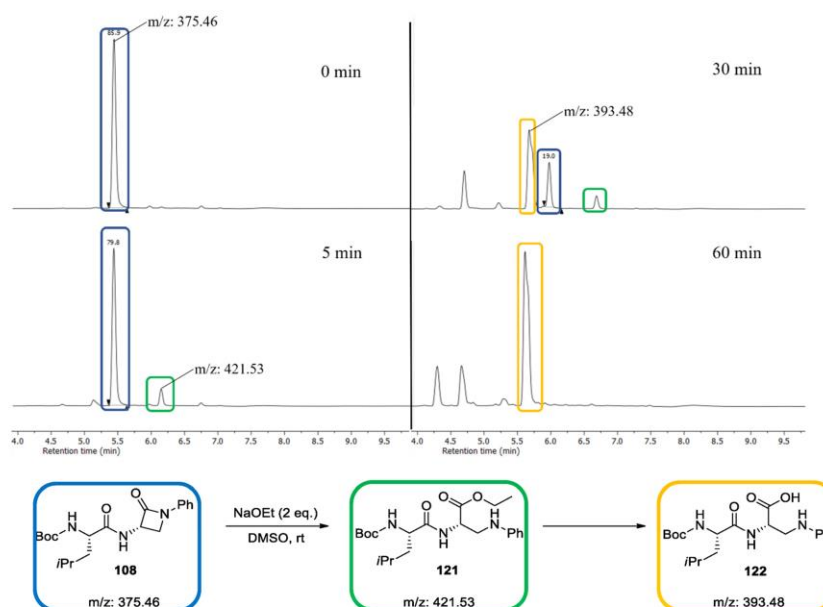 m/z: 375.46
85.9
0 min
30 min
m/z: 393.48
19.0
79.8
5 min
60 min
m/z: 421.53
4.0 4.5 5.0 5.5 6.0 6.5 7.0 7.5 8.0 8.5 9.0 9.5
Retention time (min)
4.0 4.5 5.0 5.5 6.0 6.5 7.0 7.5 8.0 8.5 9.0 9.5
Retention time (min)
O
O
N
Ph
Boc
H
N
N
H
iPr
108
m/z: 375.46
NaOEt (2 eq.)
DMSO, rt
O
O
O
H
N
Boc
H
N
Ph
N
H
iPr
121
m/z: 421.53
O
OH
O
H
N
Boc
H
N
P
N
H
iPr
122
m/z: 393.48